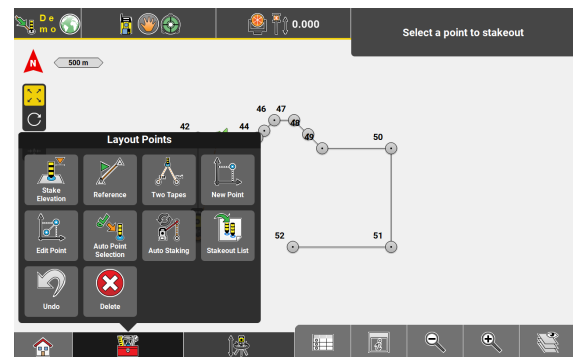 De
mo
0.000
Select a point to stakeout
N
500 m
46 47
42 44 48
49 50
Layout Points
Stake
Elevation
Reference
Two Tapes
New Point
Edit Point
Auto Point
Selection
Auto Staking
Stakeout List
Undo
Delete
52 51